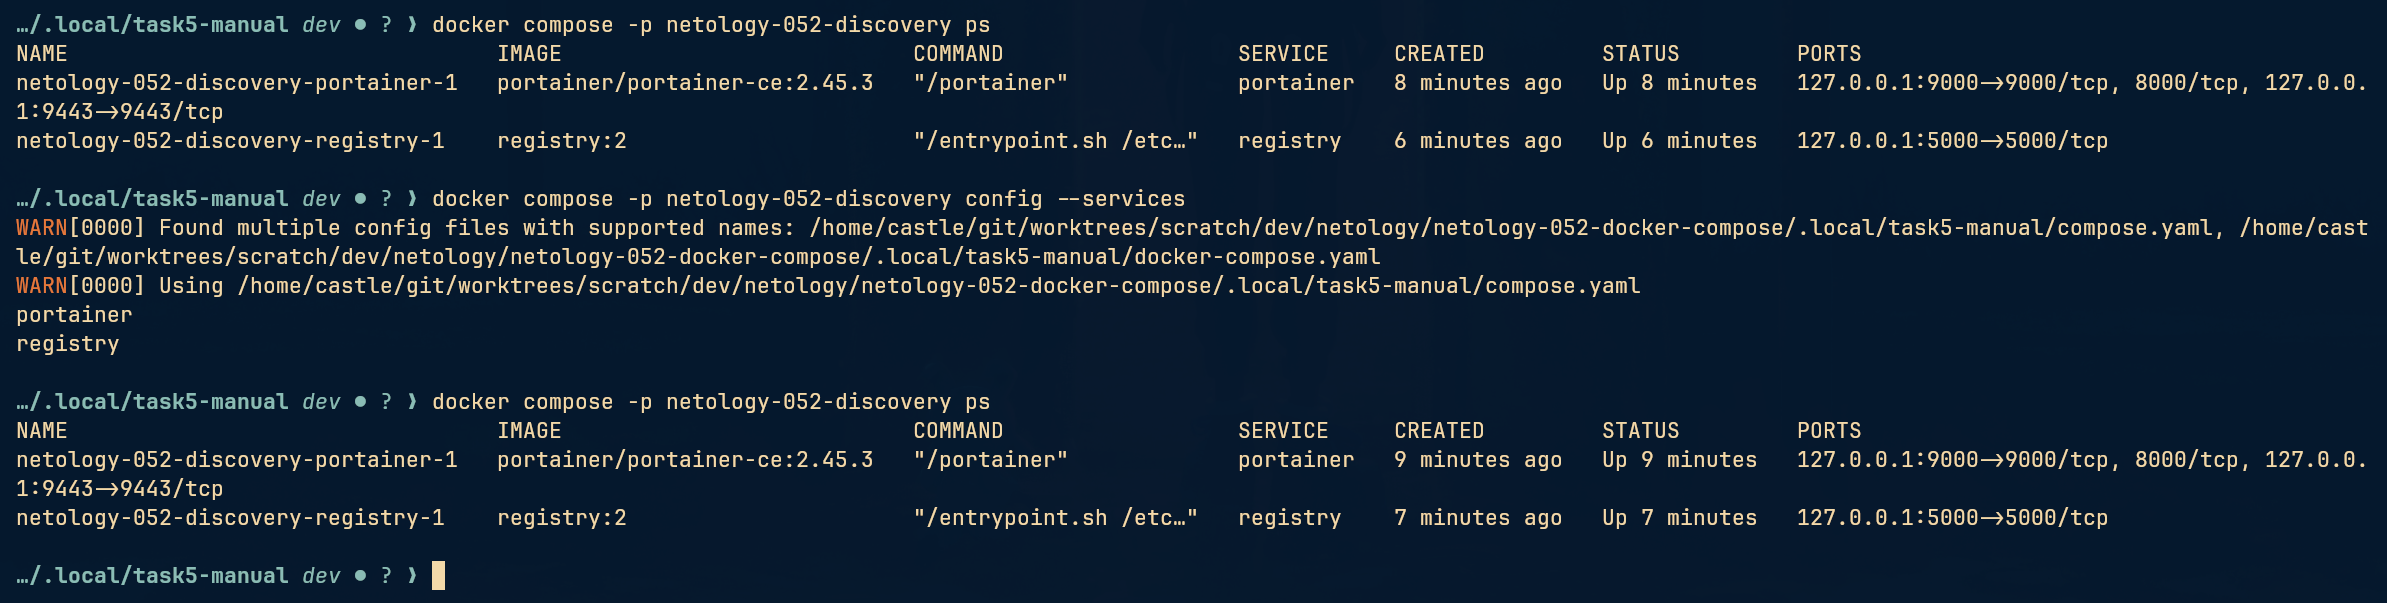 …/.local/task5-manual dev ● ? ❯ docker compose -p netology-052-discovery ps
NAME                                 IMAGE                           COMMAND                  SERVICE     CREATED         STATUS         PORTS
netology-052-discovery-portainer-1   portainer/portainer-ce:2.45.3   "/portainer"             portainer   8 minutes ago   Up 8 minutes   127.0.0.1:9000->9000/tcp, 8000/tcp, 127.0.0.
1:9443->9443/tcp
netology-052-discovery-registry-1    registry:2                      "/entrypoint.sh /etc…"   registry    6 minutes ago   Up 6 minutes   127.0.0.1:5000->5000/tcp
…/.local/task5-manual dev ● ? ❯ docker compose -p netology-052-discovery config --services
WARN[0000] Found multiple config files with supported names: /home/castle/git/worktrees/scratch/dev/netology/netology-052-docker-compose/.local/task5-manual/compose.yaml, /home/cast
le/git/worktrees/scratch/dev/netology/netology-052-docker-compose/.local/task5-manual/docker-compose.yaml
WARN[0000] Using /home/castle/git/worktrees/scratch/dev/netology/netology-052-docker-compose/.local/task5-manual/compose.yaml
portainer
registry
…/.local/task5-manual dev ● ? ❯ docker compose -p netology-052-discovery ps
NAME                                 IMAGE                           COMMAND                  SERVICE     CREATED         STATUS         PORTS
netology-052-discovery-portainer-1   portainer/portainer-ce:2.45.3   "/portainer"             portainer   9 minutes ago   Up 9 minutes   127.0.0.1:9000->9000/tcp, 8000/tcp, 127.0.0.
1:9443->9443/tcp
netology-052-discovery-registry-1    registry:2                      "/entrypoint.sh /etc…"   registry    7 minutes ago   Up 7 minutes   127.0.0.1:5000->5000/tcp
…/.local/task5-manual dev ● ? ❯